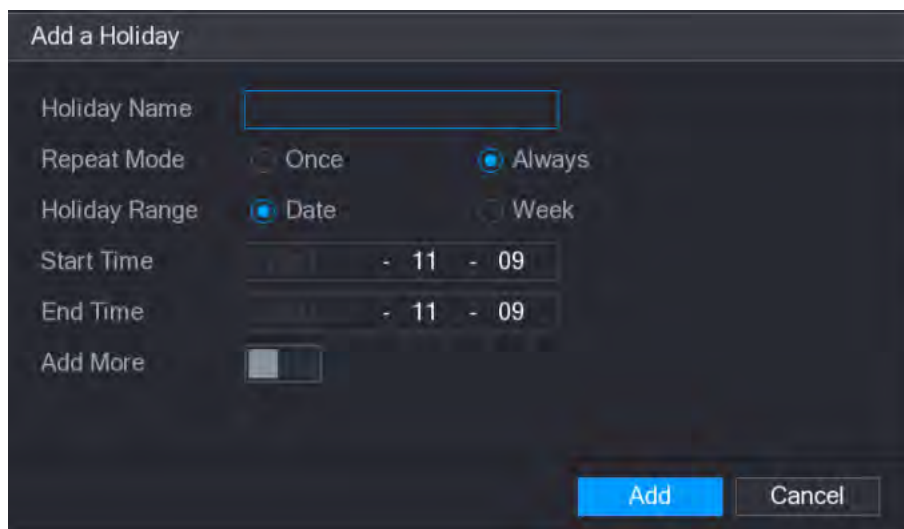 Add a Holiday
Holiday Name
Repeat Mode Once Always
Holiday Range Date Week
Start Time - 11 - 09
End Time - 11 - 09
Add More
Add Cancel